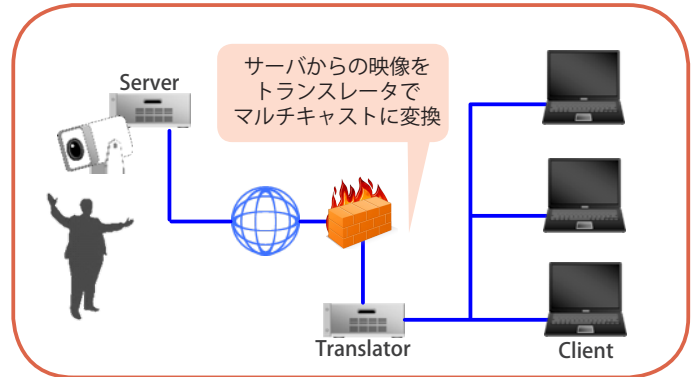 Server
サーバからの映像を
トランスレータで
マルチキャストに変換
Translator
Client